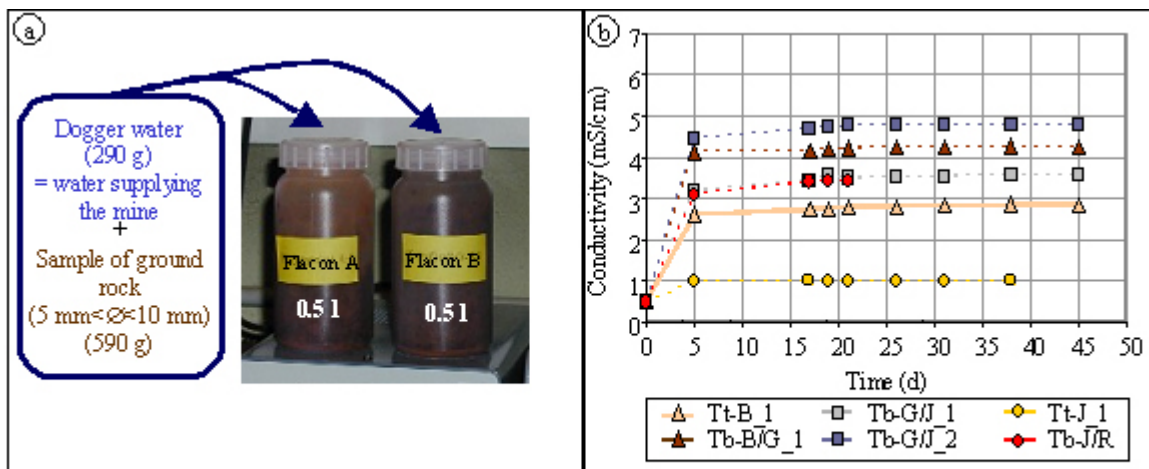 a
Dogger water
(290 g)
= water supplying
the mine
+
Sample of ground
rock
(5 mm<Ø<10 mm)
(590 g)
Flacon A
0.5 l
Flacon B
0.5 l
b
Conductivity (mS/cm)
7
6
5
4
3
2
1
0
0 5 10 15 20 25 30 35 40 45 50
Time (d)
Tt-B_1 Tb-G/J_1 Tt-J_1
Tb-B/G_1 Tb-G/J_2 Tb-J/R